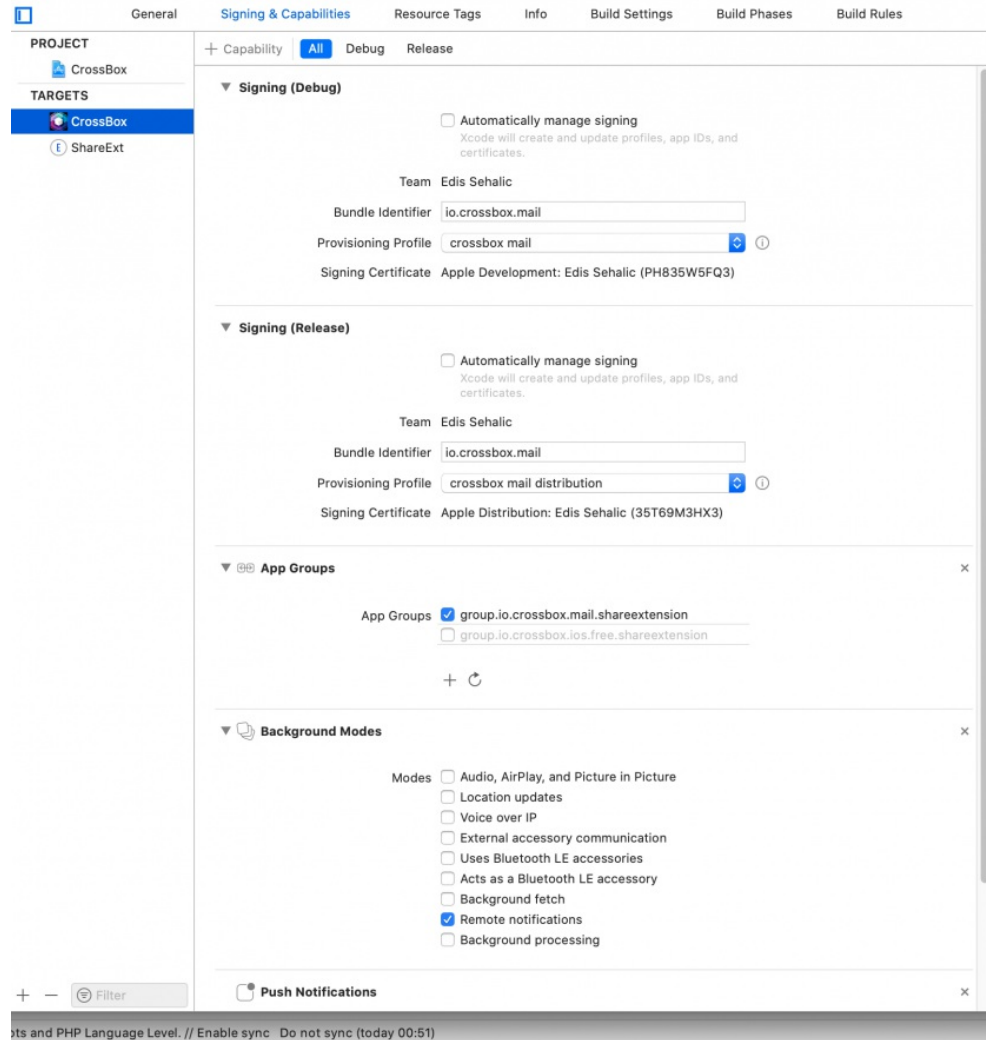 General Signing & Capabilities Resource Tags Info Build Settings Build Phases Build Rules
PROJECT
CrossBox
TARGETS
CrossBox
E ShareExt
+ Capability All Debug Release
Signing (Debug)
Automatically manage signing
Xcode will create and update profiles, app IDs, and
certificates.
Team Edis Sehalic
Bundle Identifier io.crossbox.mail
Provisioning Profile crossbox mail
Signing Certificate Apple Development: Edis Sehalic (PH835W5FQ3)
Signing (Release)
Automatically manage signing
Xcode will create and update profiles, app IDs, and
certificates.
Team Edis Sehalic
Bundle Identifier io.crossbox.mail
Provisioning Profile crossbox mail distribution
Signing Certificate Apple Distribution: Edis Sehalic (35T69M3HX3)
App Groups
App Groups group.io.crossbox.mail.shareextension
group.io.crossbox.ios.free.shareextension
Background Modes
Modes Audio, AirPlay, and Picture in Picture
Location updates
Voice over IP
External accessory communication
Uses Bluetooth LE accessories
Acts as a Bluetooth LE accessory
Background fetch
Remote notifications
Background processing
Push Notifications
Filter
pts and PHP Language Level. // Enable sync Do not sync (today 00:51)